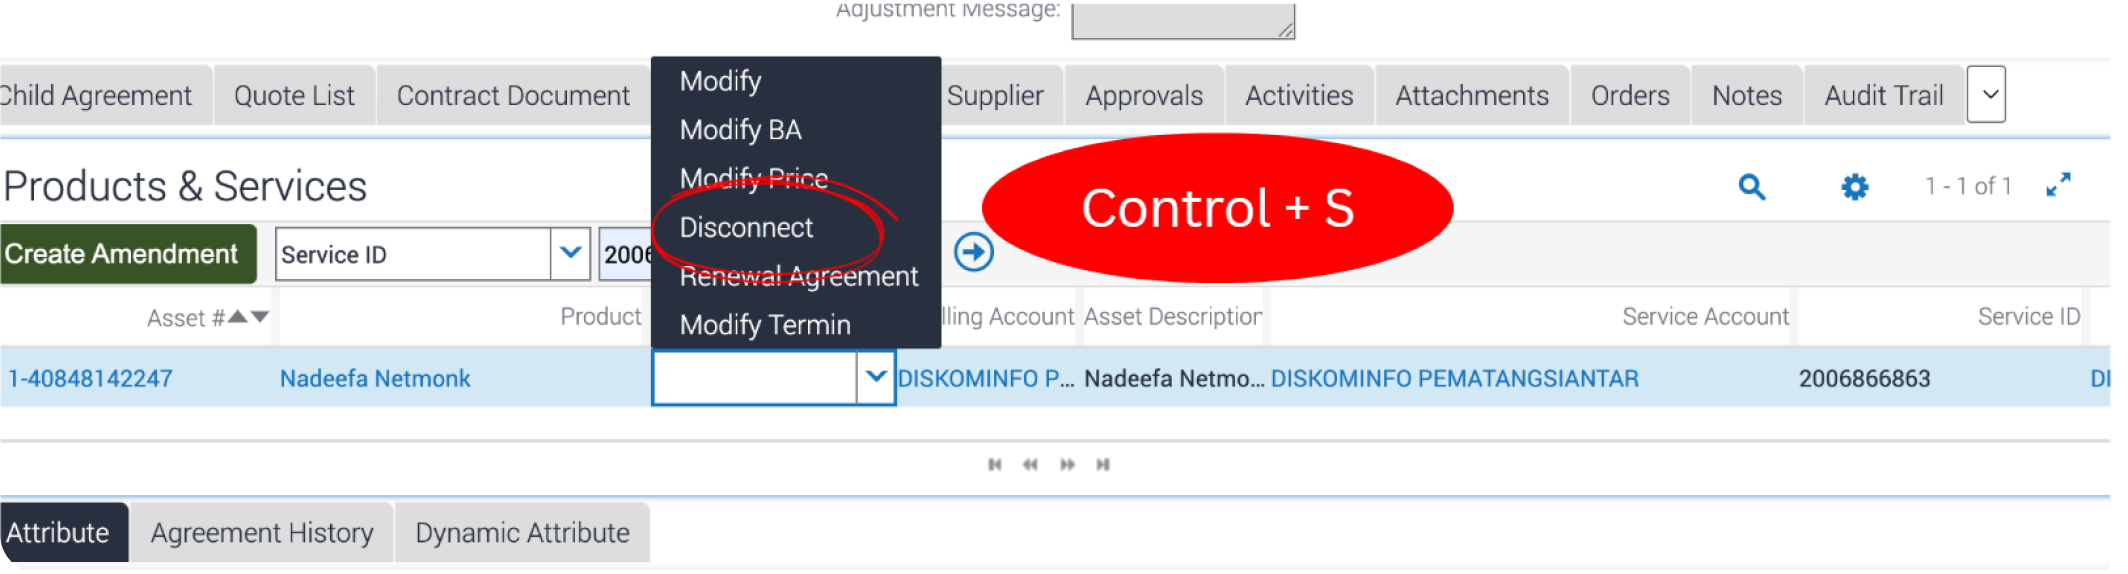 Adjustment Message:
Child Agreement Quote List Contract Document Supplier Approvals Activities Attachments Orders Notes Audit Trail
Modify
Modify BA
Modify Price
Disconnect
Renewal Agreement
Modify Termin
Control + S
Products & Services
1 - 1 of 1
Create Amendment Service ID 2006
Asset # Product lling Account Asset Description Service Account Service ID
1-40848142247 Nadeefa Netmonk DISKOMINFO P... Nadeefa Netmo... DISKOMINFO PEMATANGSIANTAR 2006866863 DI
Attribute Agreement History Dynamic Attribute